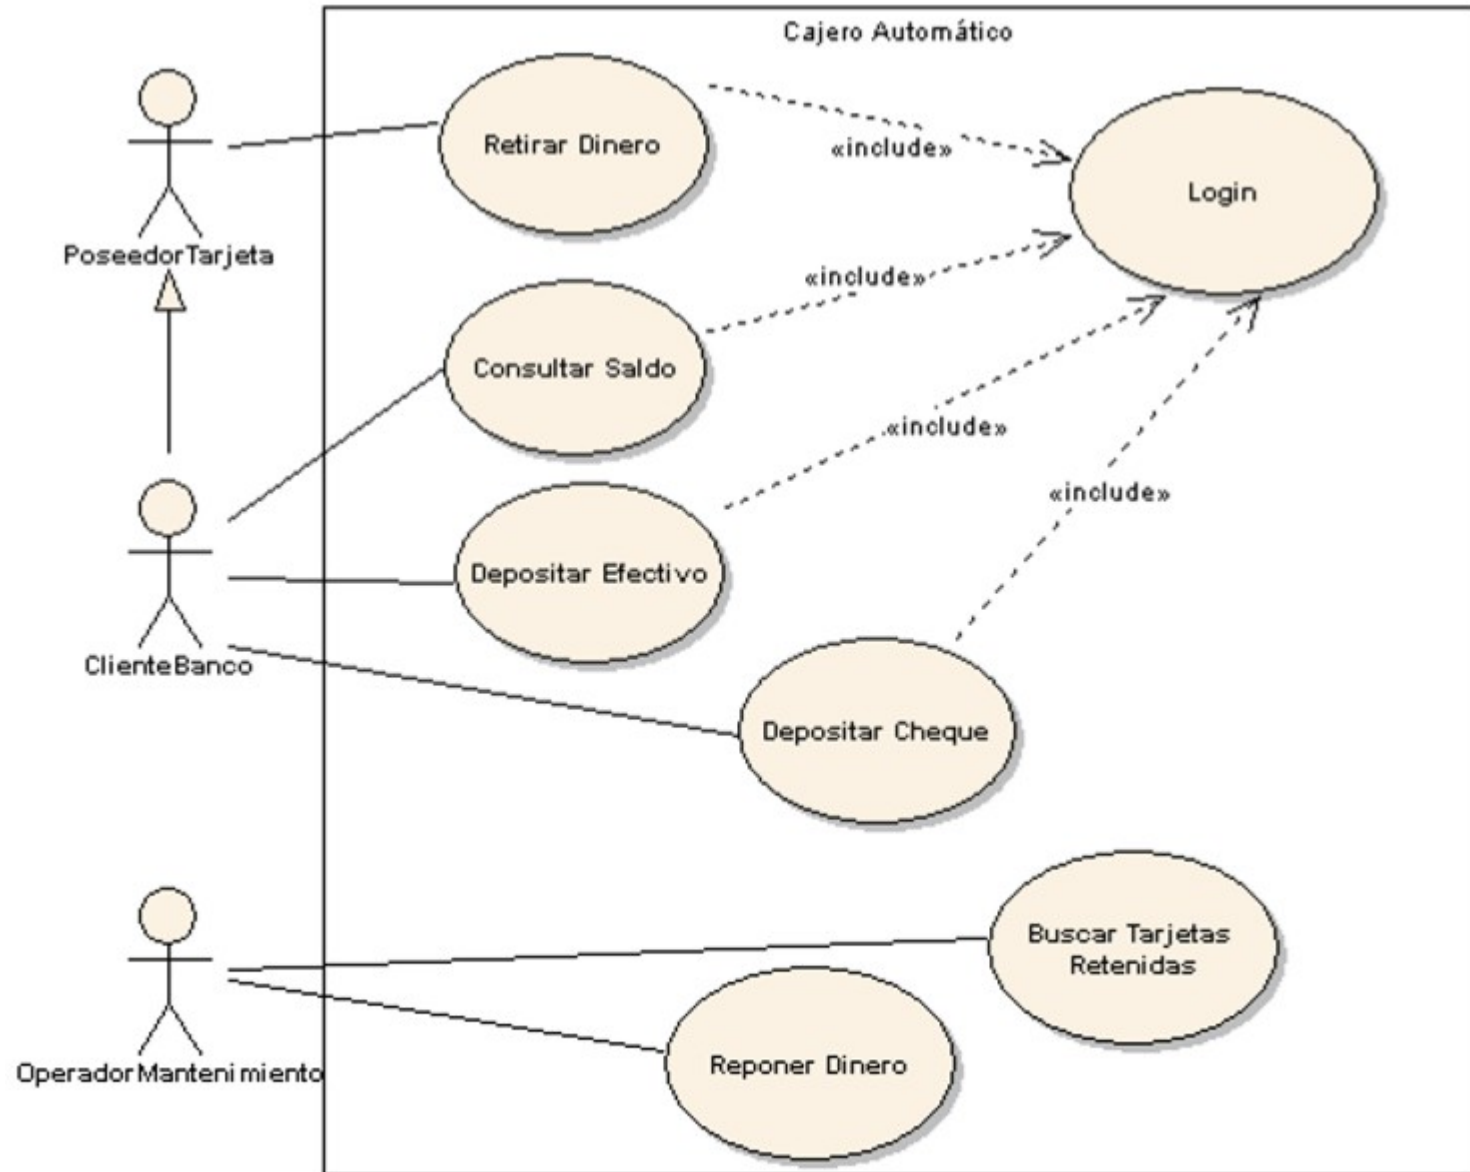 Cajero Automático
Retirar Dinero
«include»
Login
PoseedorTarjeta
«include»
Consultar Saldo
«include»
«include»
Depositar Efectivo
ClienteBanco
Depositar Cheque
Buscar Tarjetas
Retenidas
OperadorMantenimiento
Reponer Dinero